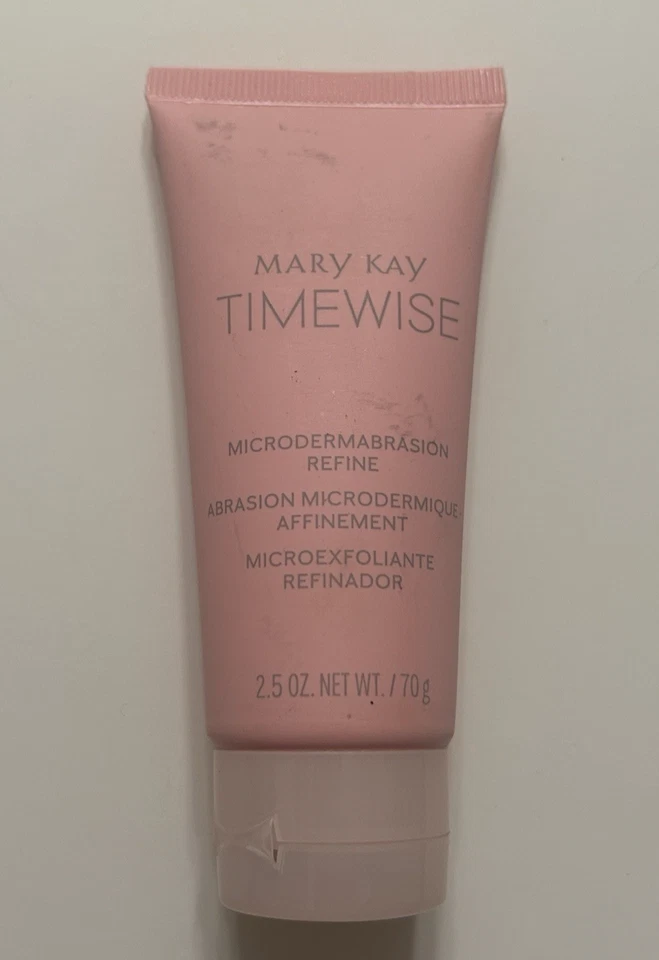 MARY KAY
TIMEWISE
MICRODERMABRASION
REFINE
ABRASION MICRODERMIQUE
AFFINEMENT
MICROEXFOLIANTE
REFINADOR
2.5 OZ. NET WT. / 70 g